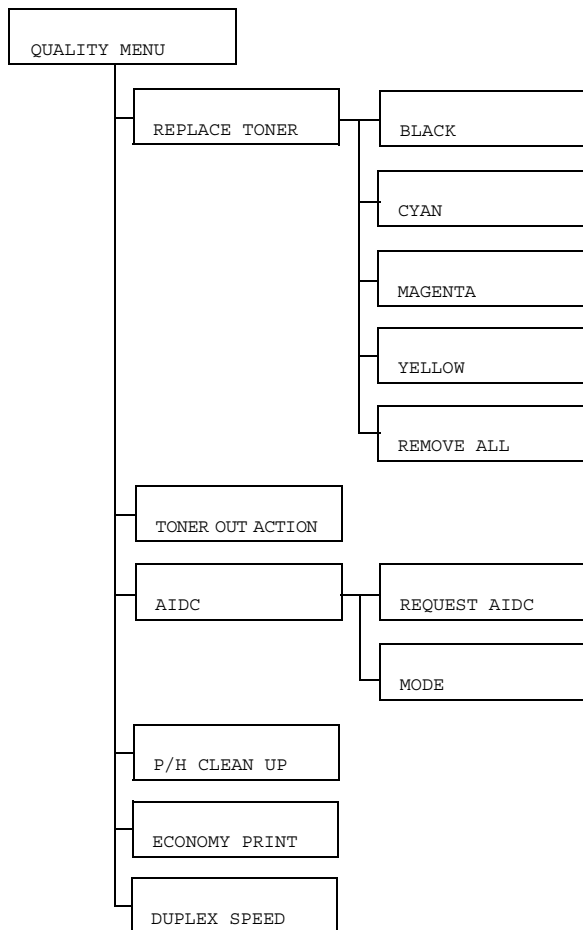 QUALITY MENU
REPLACE TONER
BLACK
CYAN
MAGENTA
YELLOW
REMOVE ALL
TONER OUT ACTION
AIDC
REQUEST AIDC
MODE
P/H CLEAN UP
ECONOMY PRINT
DUPLEX SPEED